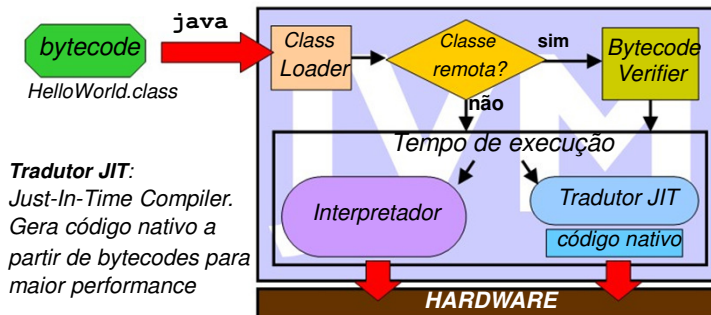 java
bytecode
HelloWorld.class
Class
Loader
Classe
remota?
sim
não
Bytecode
Verifier
JVM
Tempo de execução
Interpretador
Tradutor JIT
código nativo
HARDWARE
Tradutor JIT:
Just-In-Time Compiler.
Gera código nativo a
partir de bytecodes para
maior performance